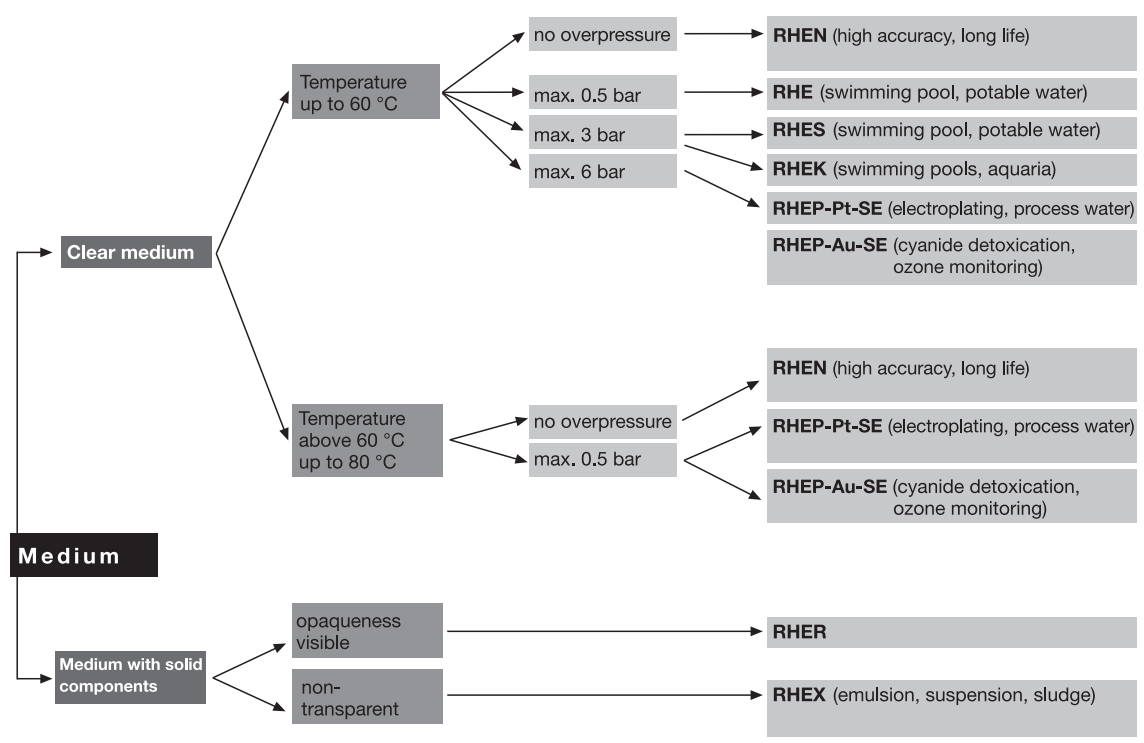 no overpressure
RHEN (high accuracy, long life)
Temperature
up to 60 °C
max. 0.5 bar
RHE (swimming pool, potable water)
max. 3 bar
RHES (swimming pool, potable water)
max. 6 bar
RHEK (swimming pools, aquaria)
RHEP-Pt-SE (electroplating, process water)
Clear medium
RHEP-Au-SE (cyanide detoxication,
ozone monitoring)
RHEN (high accuracy, long life)
Temperature
above 60 °C
up to 80 °C
no overpressure
max. 0.5 bar
RHEP-Pt-SE (electroplating, process water)
RHEP-Au-SE (cyanide detoxication,
ozone monitoring)
Medium
opaqueness
visible
RHER
Medium with solid
components
non-
transparent
RHEX (emulsion, suspension, sludge)